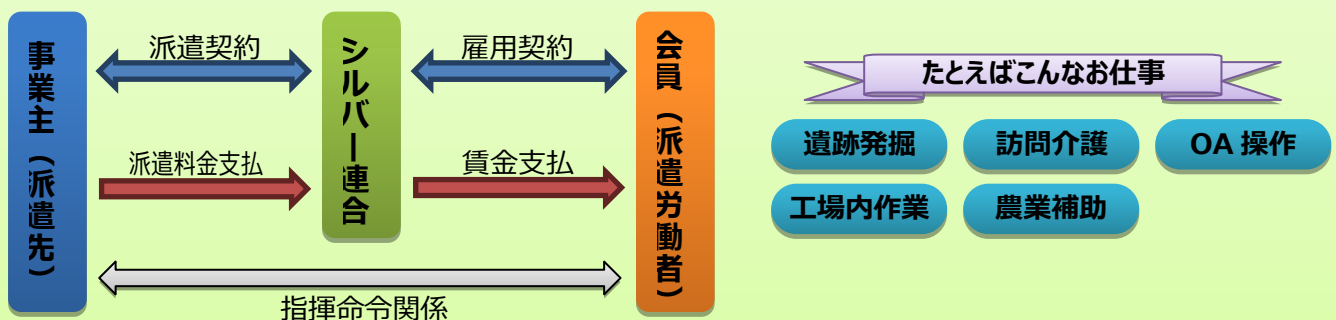 事業主（派遣先）
派遣契約
派遣料金支払
シルバー連合
雇用契約
賃金支払
会員（派遣労働者）
指揮命令関係
たとえばこんなお仕事
遺跡発掘
訪問介護
OA 操作
工場内作業
農業補助